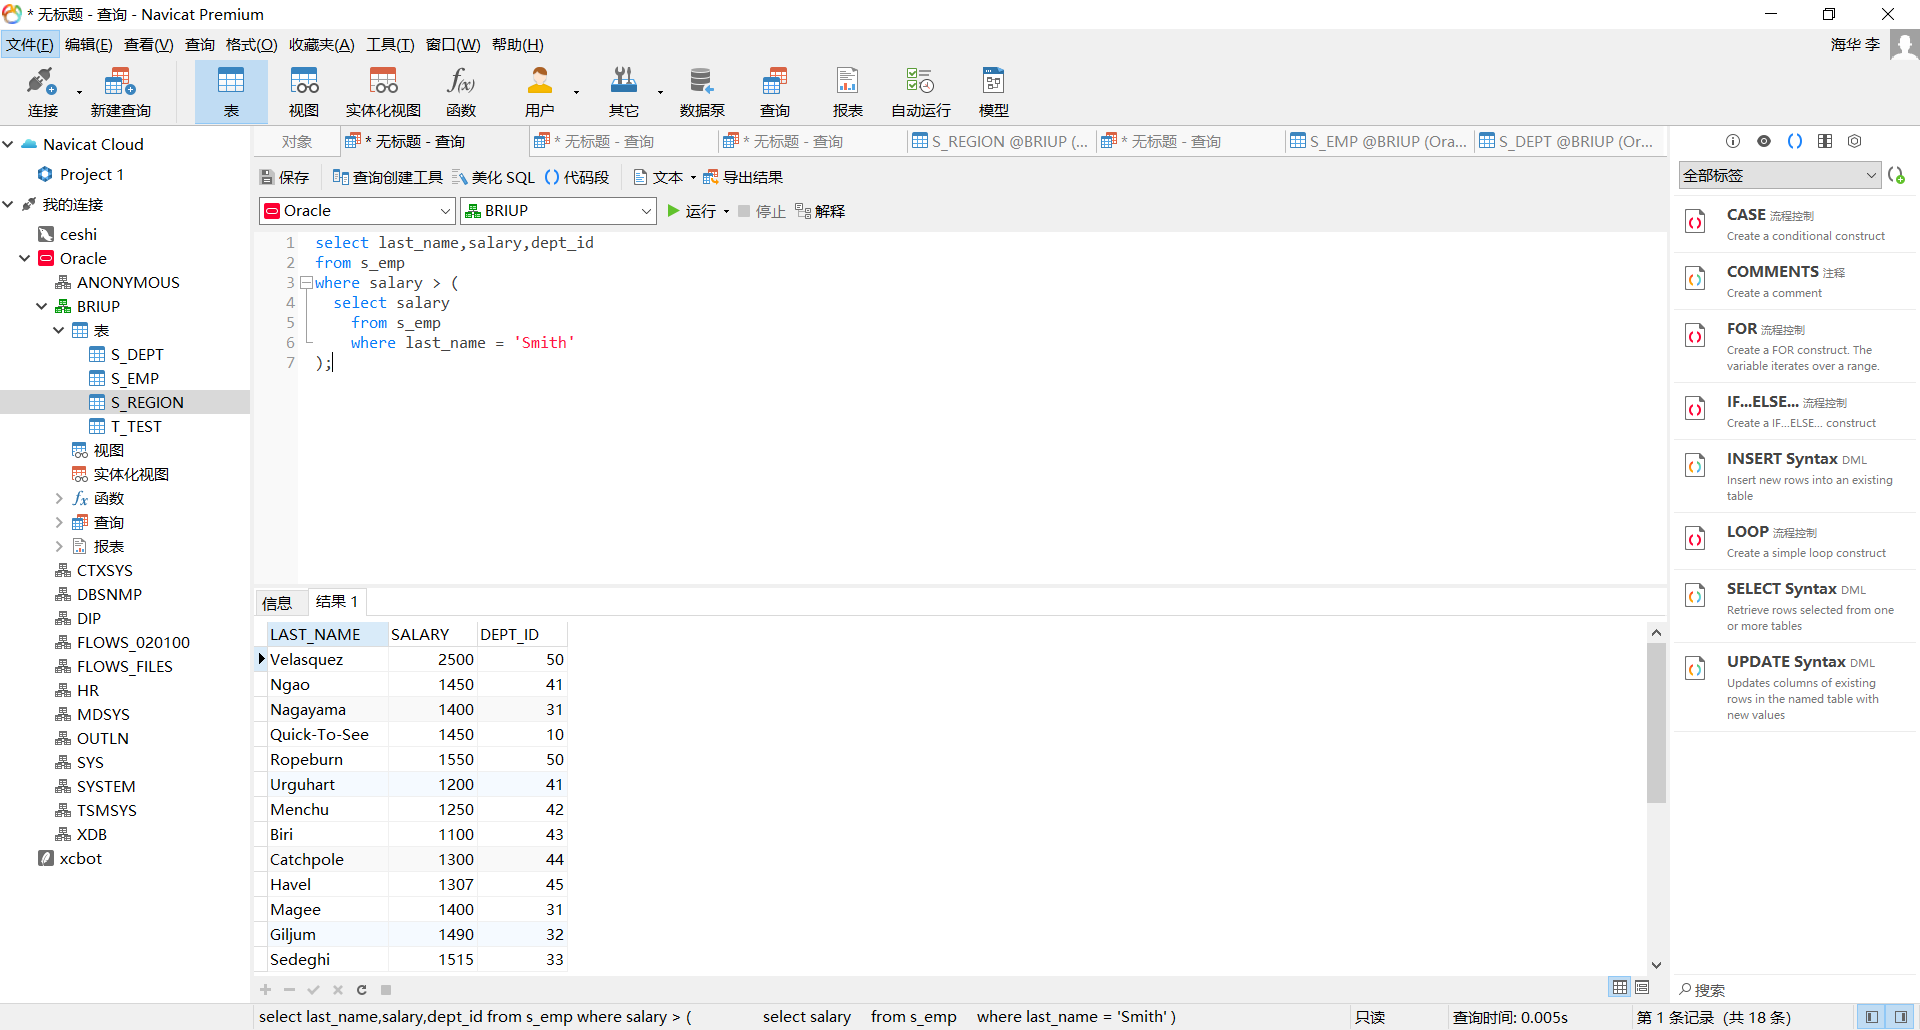 * 无标题 - 查询 - Navicat Premium
文件(F) 编辑(E) 查看(V) 查询 格式(O) 收藏夹(A) 工具(T) 窗口(W) 帮助(H)
海华 李
连接 新建查询 表 视图 实体化视图 函数 用户 其它 数据泵 查询 报表 自动运行 模型
Navicat Cloud
Project 1
我的连接
ceshi
Oracle
ANONYMOUS
BRIUP
表
S_DEPT
S_EMP
S_REGION
T_TEST
视图
实体化视图
函数
查询
报表
CTXSYS
DBSNMP
DIP
FLOWS_020100
FLOWS_FILES
HR
MDSYS
OUTLN
SYS
SYSTEM
TSMSYS
XDB
xcbot
对象 * 无标题 - 查询 * 无标题 - 查询 * 无标题 - 查询 S_REGION @BRIUP (... * 无标题 - 查询 S_EMP @BRIUP (Ora... S_DEPT @BRIUP (Or...
保存 查询创建工具 美化 SQL () 代码段 文本 导出结果
Oracle BRIUP 运行 停止 解释
1 select last_name,salary,dept_id
2 from s_emp
3 where salary > (
4 select salary
5 from s_emp
6 where last_name = 'Smith'
7 );
信息 结果 1
LAST_NAME SALARY DEPT_ID
Velasquez 2500 50
Ngao 1450 41
Nagayama 1400 31
Quick-To-See 1450 10
Ropeburn 1550 50
Urguhart 1200 41
Menchu 1250 42
Biri 1100 43
Catchpole 1300 44
Havel 1307 45
Magee 1400 31
Giljum 1490 32
Sedeghi 1515 33
全部标签
CASE 流程控制
Create a conditional construct
COMMENTS 注释
Create a comment
FOR 流程控制
Create a FOR construct. The
variable iterates over a range.
IF...ELSE... 流程控制
Create a IF...ELSE... construct
INSERT Syntax DML
Insert new rows into an existing
table
LOOP 流程控制
Create a simple loop construct
SELECT Syntax DML
Retrieve rows selected from one
or more tables
UPDATE Syntax DML
Updates columns of existing
rows in the named table with
new values
搜索
select last_name,salary,dept_id from s_emp where salary > ( select salary from s_emp where last_name = 'Smith' )
只读
查询时间: 0.005s
第 1 条记录 (共 18 条)